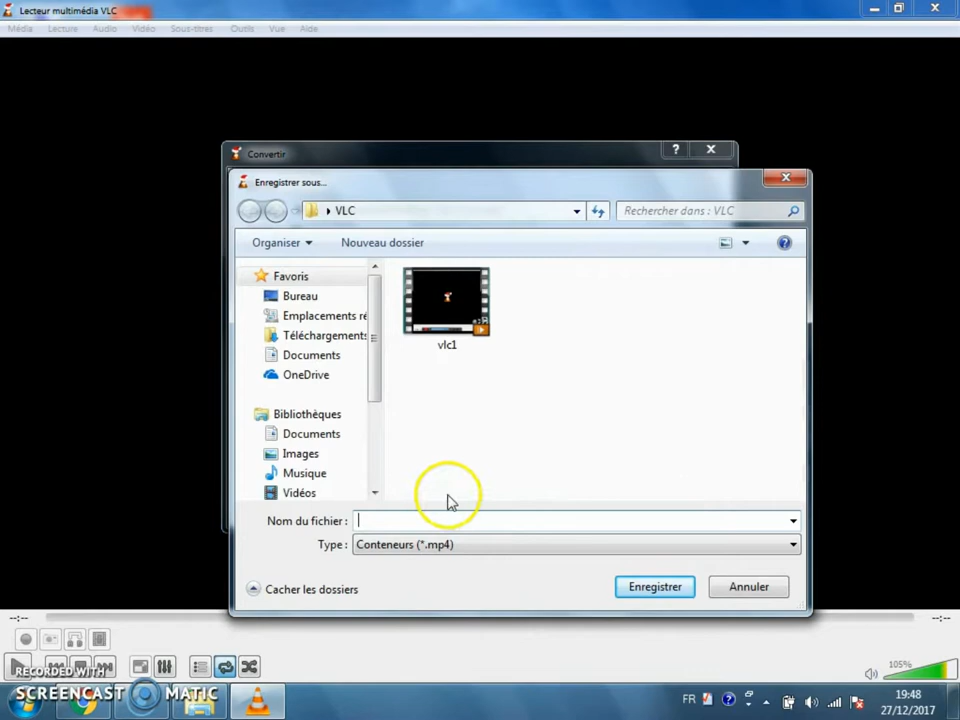 Lecteur multimédia VLC
Média Lecture Audio Vidéo Sous-titres Outils Vue Aide
Convertir
Enregistrer sous...
VLC
Rechercher dans : VLC
Organiser
Nouveau dossier
Favoris
Bureau
Emplacements ré
Téléchargements
Documents
OneDrive
Bibliothèques
Documents
Images
Musique
Vidéos
vlc1
Nom du fichier :
Type : Conteneurs (*.mp4)
Cacher les dossiers
Enregistrer
Annuler
--:--
--:--
105%
RECORDED WITH
SCREENCAST MATIC
FR
19:48
27/12/2017